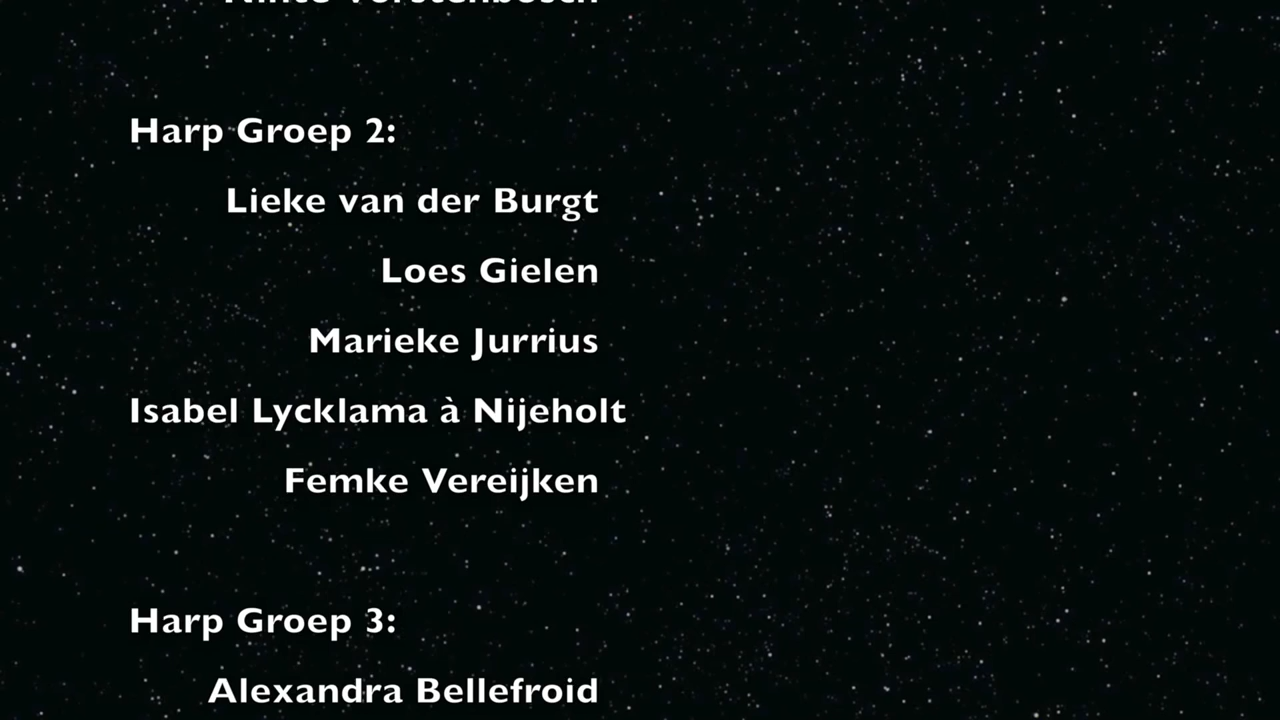 Vorstenbosch
Harp Groep 2:
Lieke van der Burgt
Loes Gielen
Marieke Jurrius
Isabel Lycklama à Nijeholt
Femke Vereijken
Harp Groep 3:
Alexandra Bellefroid